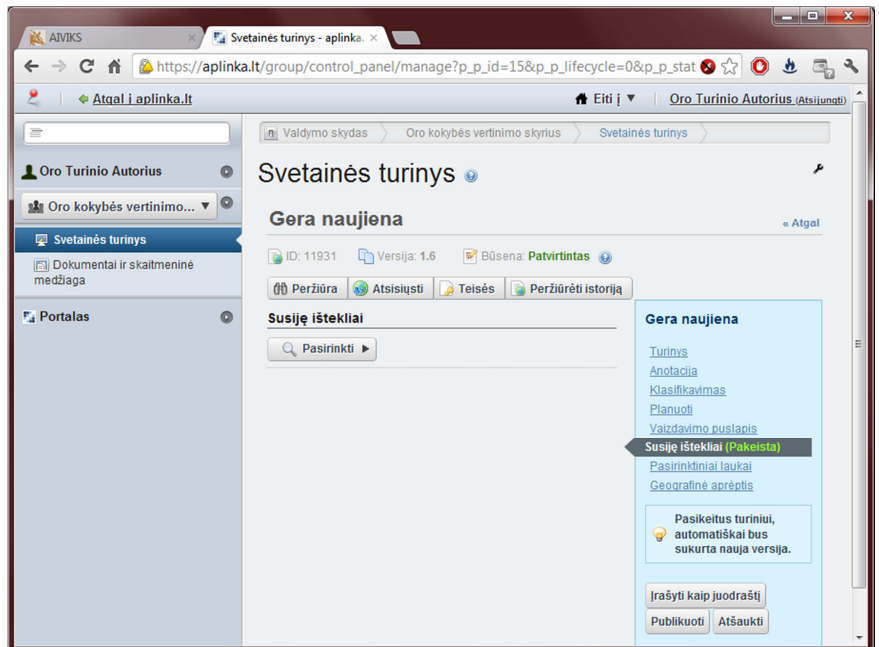 AIVIKS
Svetainės turinys - aplinka.
https://aplinka.lt/group/control_panel/manage?p_p_id=15&p_p_lifecycle=0&p_p_stat
Atgal į aplinka.lt
Eiti į ▼
Oro Turinio Autorius (Atsijungti)
Valdymo skydas
Oro kokybės vertinimo skyrius
Svetainės turinys
Oro Turinio Autorius
Oro kokybės vertinimo... ▼
Svetainės turinys
Dokumentai ir skaitmeninė
medžiaga
Portalas
Svetainės turinys
Gera naujiena
« Atgal
ID: 11931 Versija: 1.6 Būsena: Patvirtintas
Peržiūra Atsisiųsti Teisės Peržiūrėti istoriją
Susiję ištekliai
Pasirinkti ▶
Gera naujiena
Turinys
Anotacija
Klasifikavimas
Planuoti
Vaizdavimo puslapis
Susiję ištekliai (Pakeista)
Pasirinktiniai laukai
Geografinė aprėptis
Pasikeitus turiniui,
automatiškai bus
sukurta nauja versija.
Įrašyti kaip juodraštį
Publikuoti Atšaukti